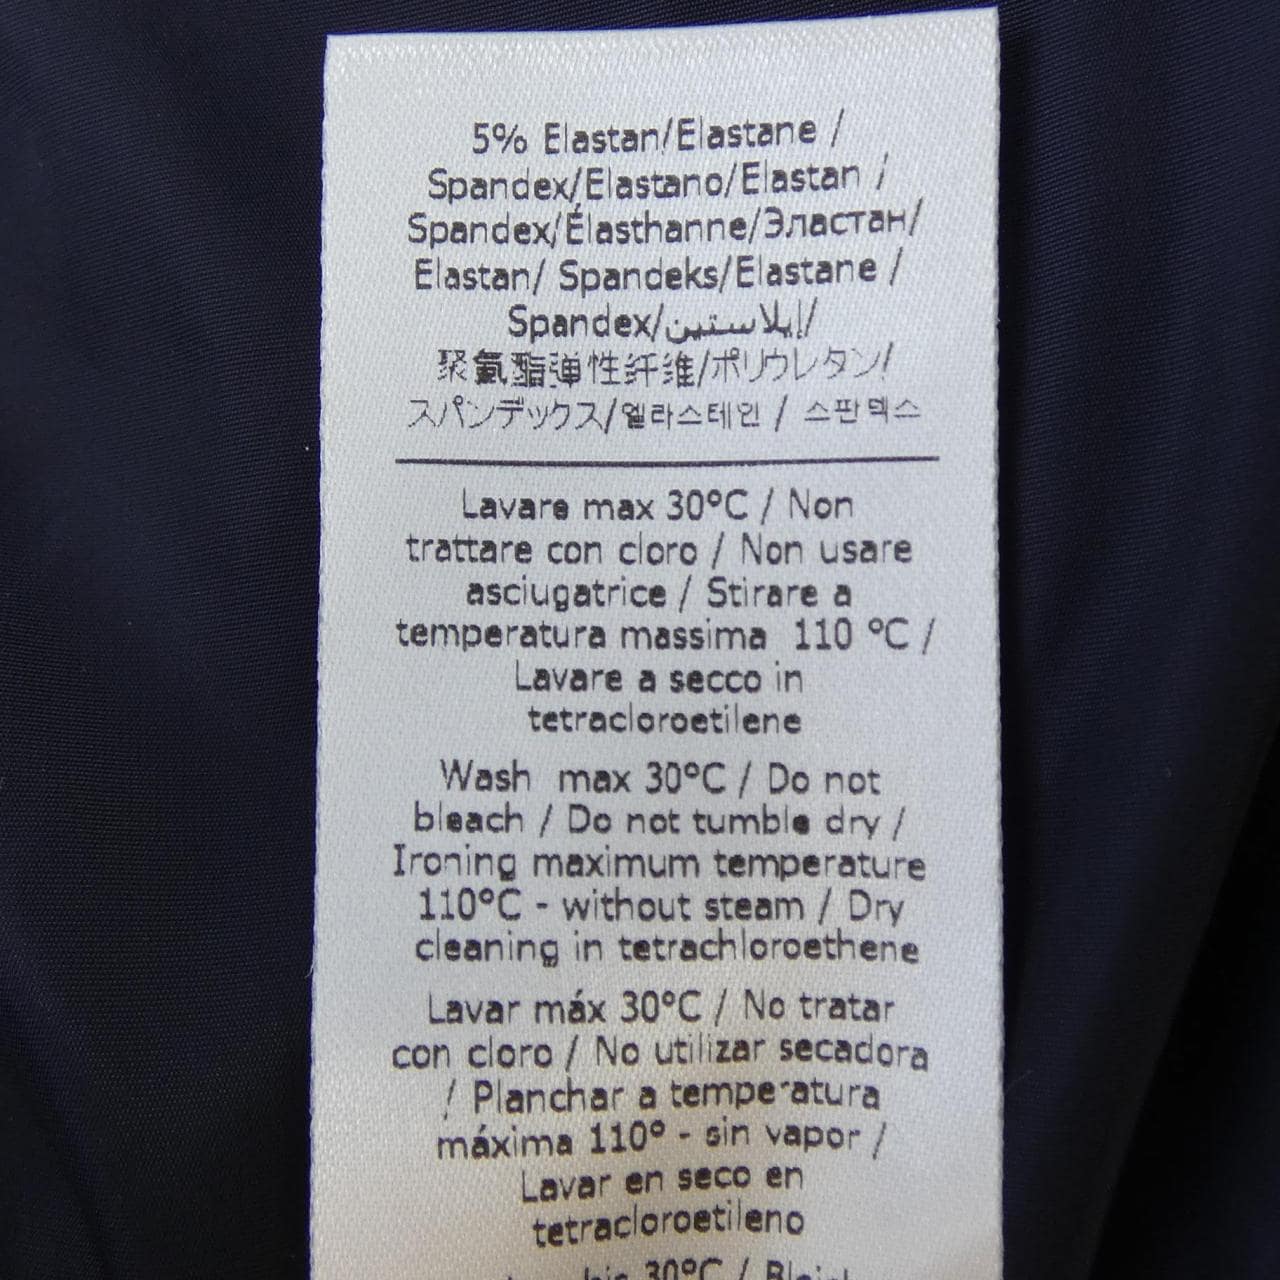 5% Elastan/Elastane /
Spandex/Elastano/Elastan /
Spandex/Élasthanne/Эластан/
Elastan/ Spandeks/Elastane /
Spandex/إيلاستين/
聚氨酯弹性纤维/ポリウレタン/
スパンデックス/엘라스테인 / 스판덱스
Lavare max 30°C / Non
trattare con cloro / Non usare
asciugatrice / Stirare a
temperatura massima 110 °C /
Lavare a secco in
tetracloroetilene
Wash max 30°C / Do not
bleach / Do not tumble dry /
Ironing maximum temperature
110°C - without steam / Dry
cleaning in tetrachloroethene
Lavar máx 30°C / No tratar
con cloro / No utilizar secadora
/ Planchar a temperatura
máxima 110° - sin vapor /
Lavar en seco en
tetracloroetileno
bis 30°C /